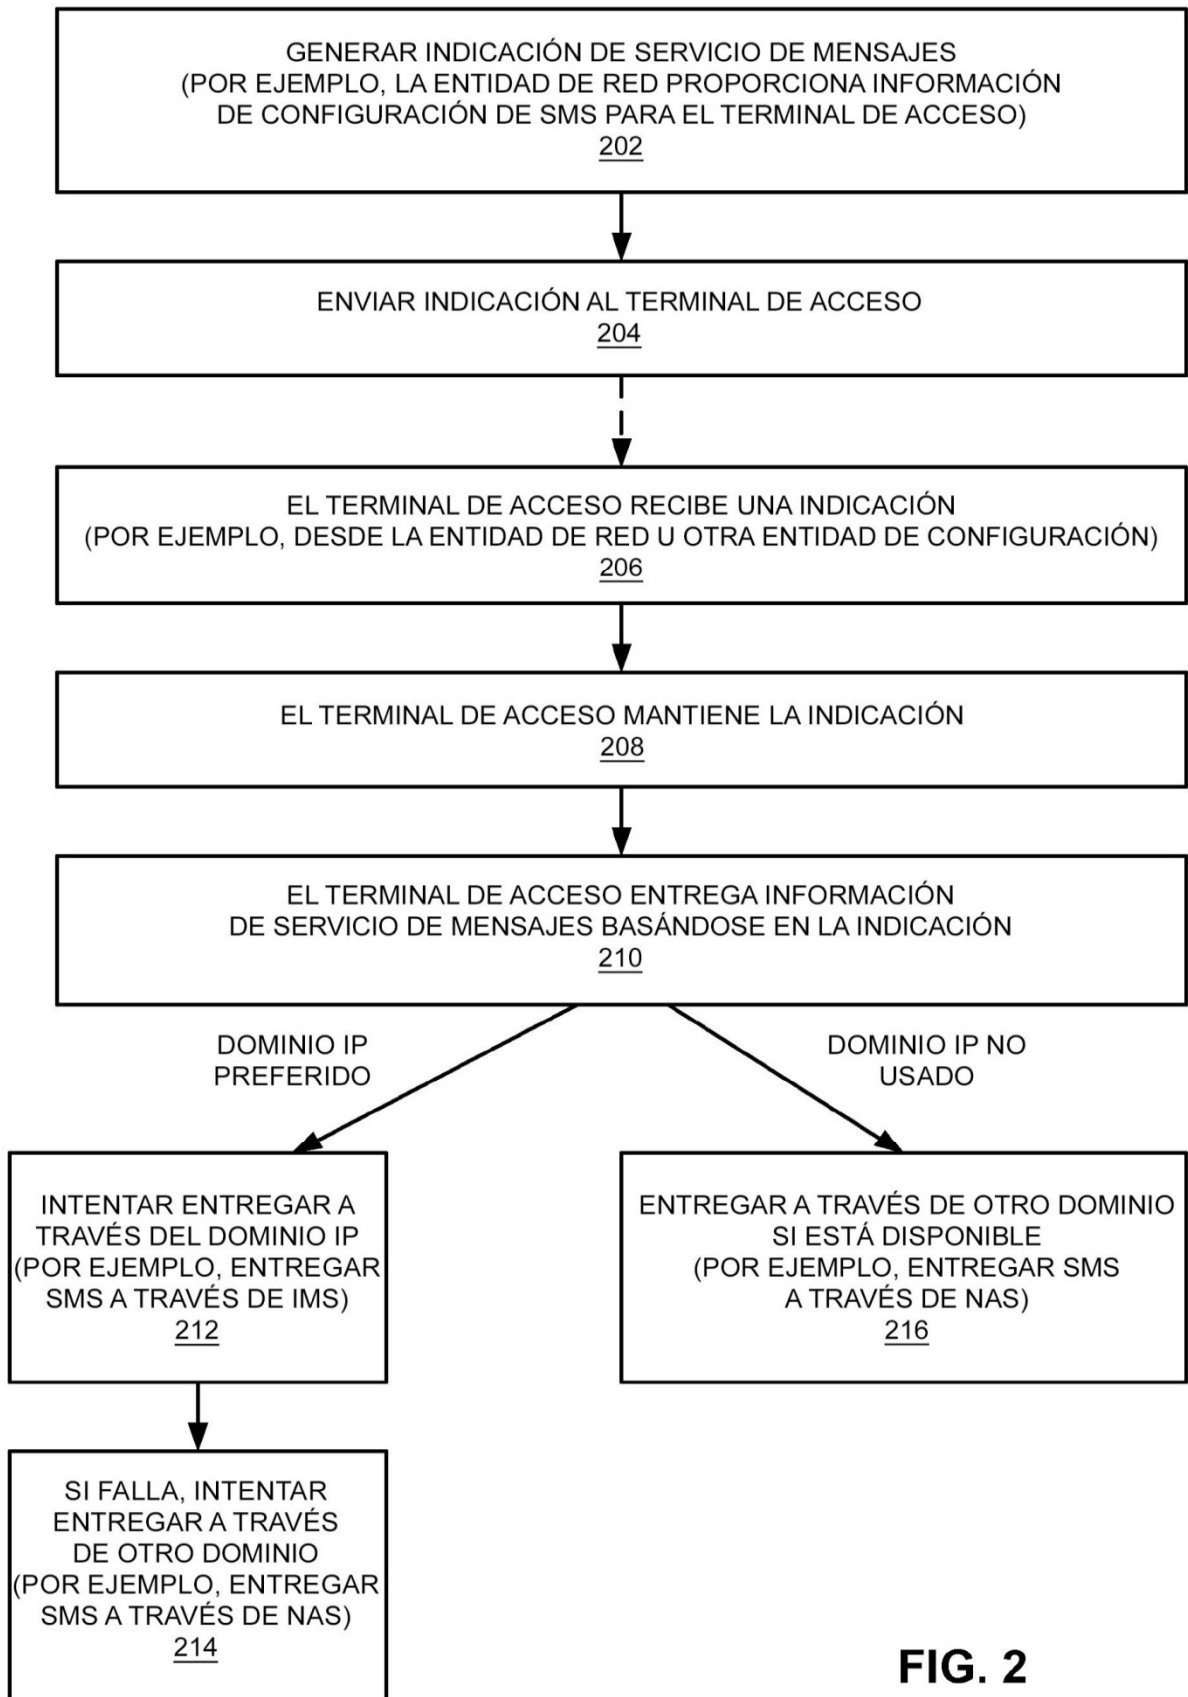 GENERAR INDICACIÓN DE SERVICIO DE MENSAJES
(POR EJEMPLO, LA ENTIDAD DE RED PROPORCIONA INFORMACIÓN
DE CONFIGURACIÓN DE SMS PARA EL TERMINAL DE ACCESO)
202
ENVIAR INDICACIÓN AL TERMINAL DE ACCESO
204
EL TERMINAL DE ACCESO RECIBE UNA INDICACIÓN
(POR EJEMPLO, DESDE LA ENTIDAD DE RED U OTRA ENTIDAD DE CONFIGURACIÓN)
206
EL TERMINAL DE ACCESO MANTIENE LA INDICACIÓN
208
EL TERMINAL DE ACCESO ENTREGA INFORMACIÓN
DE SERVICIO DE MENSAJES BASÁNDOSE EN LA INDICACIÓN
210
DOMINIO IP
PREFERIDO
DOMINIO IP NO
USADO
INTENTAR ENTREGAR A
TRAVÉS DEL DOMINIO IP
(POR EJEMPLO, ENTREGAR
SMS A TRAVÉS DE IMS)
212
ENTREGAR A TRAVÉS DE OTRO DOMINIO
SI ESTÁ DISPONIBLE
(POR EJEMPLO, ENTREGAR SMS
A TRAVÉS DE NAS)
216
SI FALLA, INTENTAR
ENTREGAR A TRAVÉS
DE OTRO DOMINIO
(POR EJEMPLO, ENTREGAR
SMS A TRAVÉS DE NAS)
214
FIG. 2